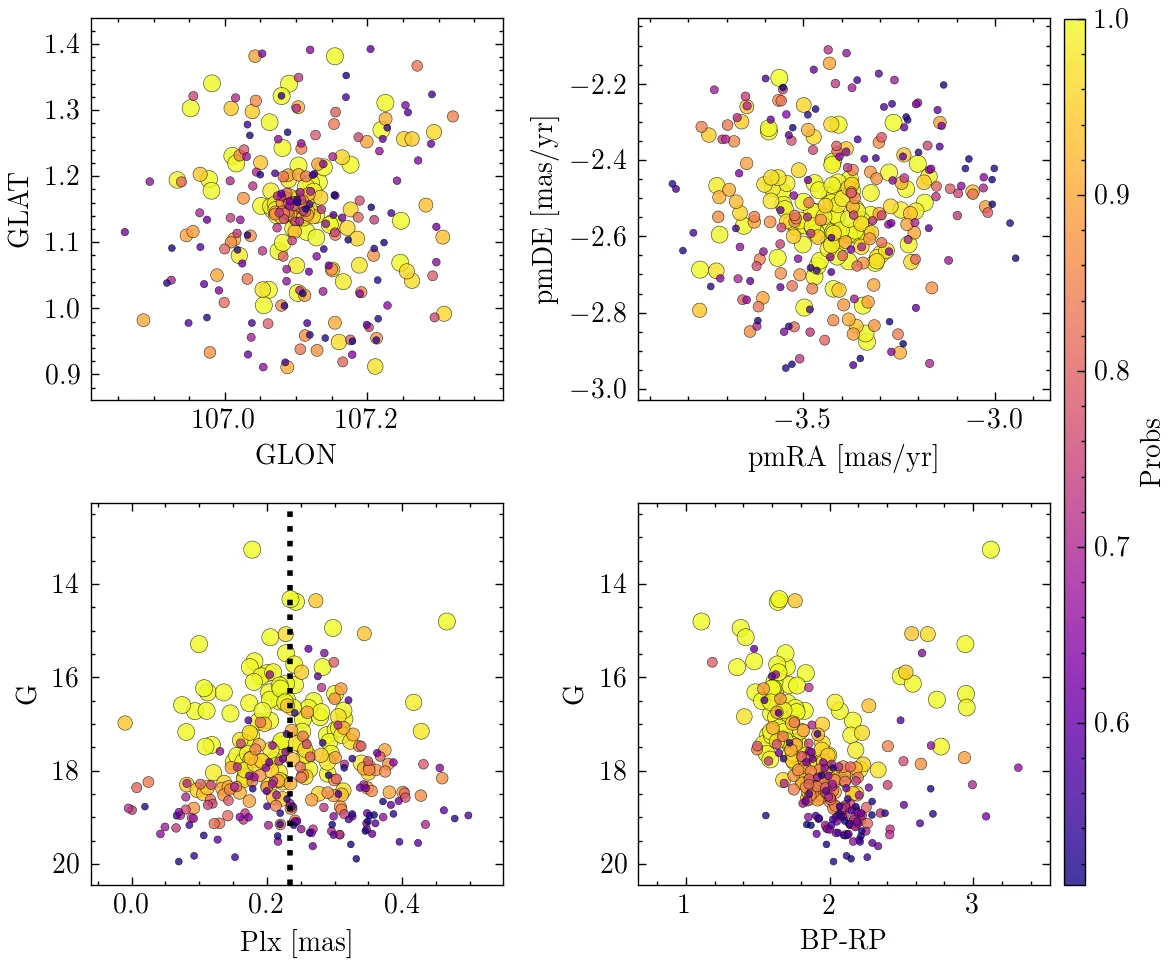 1.4
1.3
1.2
1.1
1.0
0.9
GLAT
107.0 107.2
GLON
−2.2
−2.4
−2.6
−2.8
−3.0
pmDE [mas/yr]
−3.5 −3.0
pmRA [mas/yr]
1.0
0.9
0.8
0.7
0.6
Probs
14
16
18
20
G
0.0 0.2 0.4
Plx [mas]
14
16
18
20
G
1 2 3
BP-RP